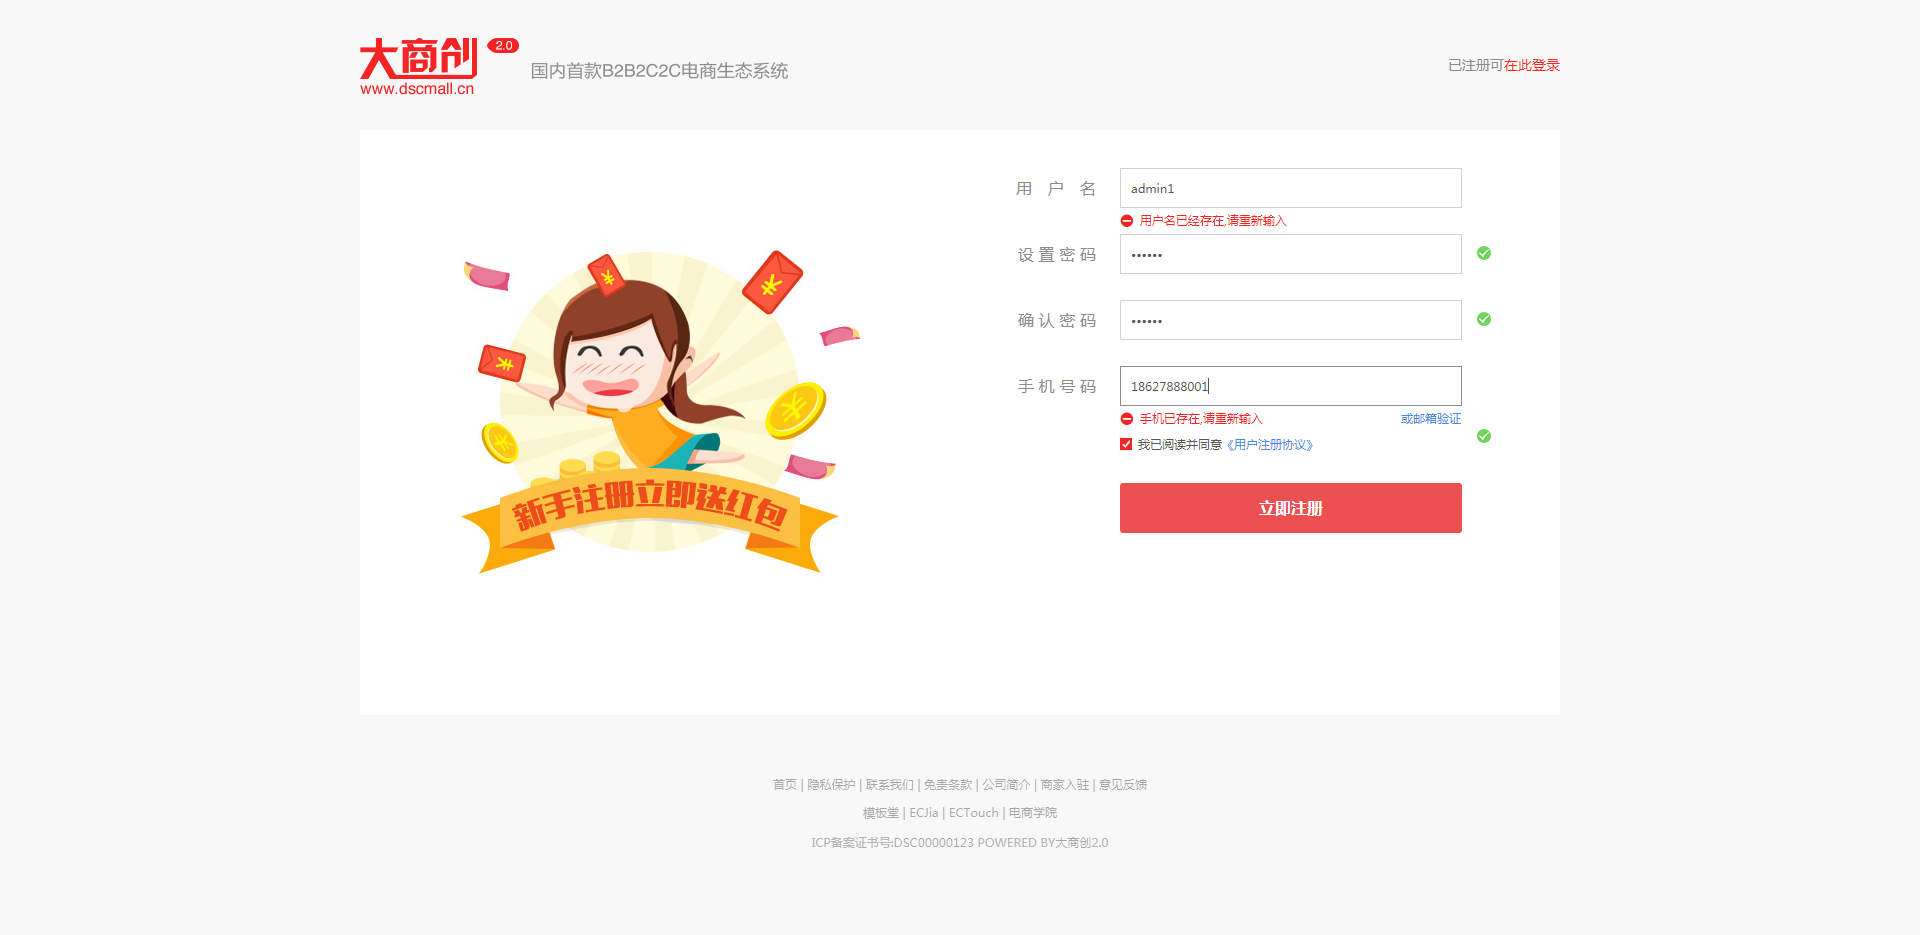 大商创 2.0
www.dscmall.cn
国内首款B2B2C2C电商生态系统
已注册可在此登录
用 户 名
admin1
用户名已经存在,请重新输入
设置密码
••••••
确认密码
••••••
手机号码
18627888001
手机已存在,请重新输入 或邮箱验证
我已阅读并同意《用户注册协议》
立即注册
新手注册立即送红包
首页 | 隐私保护 | 联系我们 | 免责条款 | 公司简介 | 商家入驻 | 意见反馈
模板堂 | ECJia | ECTouch | 电商学院
ICP备案证书号:DSC00000123 POWERED BY大商创2.0